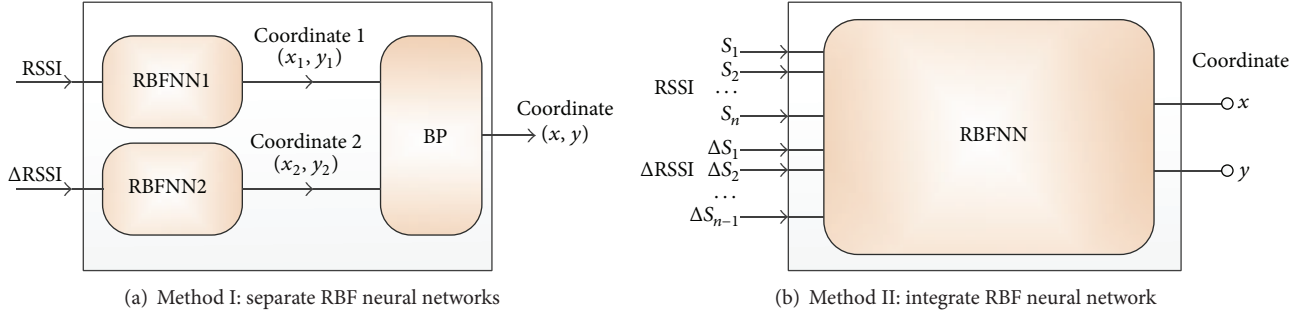 RSSI
RBFNN1
Coordinate 1
(x₁, y₁)
ΔRSSI
RBFNN2
Coordinate 2
(x₂, y₂)
BP
Coordinate
(x, y)
(a) Method I: separate RBF neural networks
RSSI
S₁
S₂
...
Sₙ
ΔRSSI
ΔS₁
ΔS₂
...
ΔSₙ₋₁
RBFNN
Coordinate
x
y
(b) Method II: integrate RBF neural network